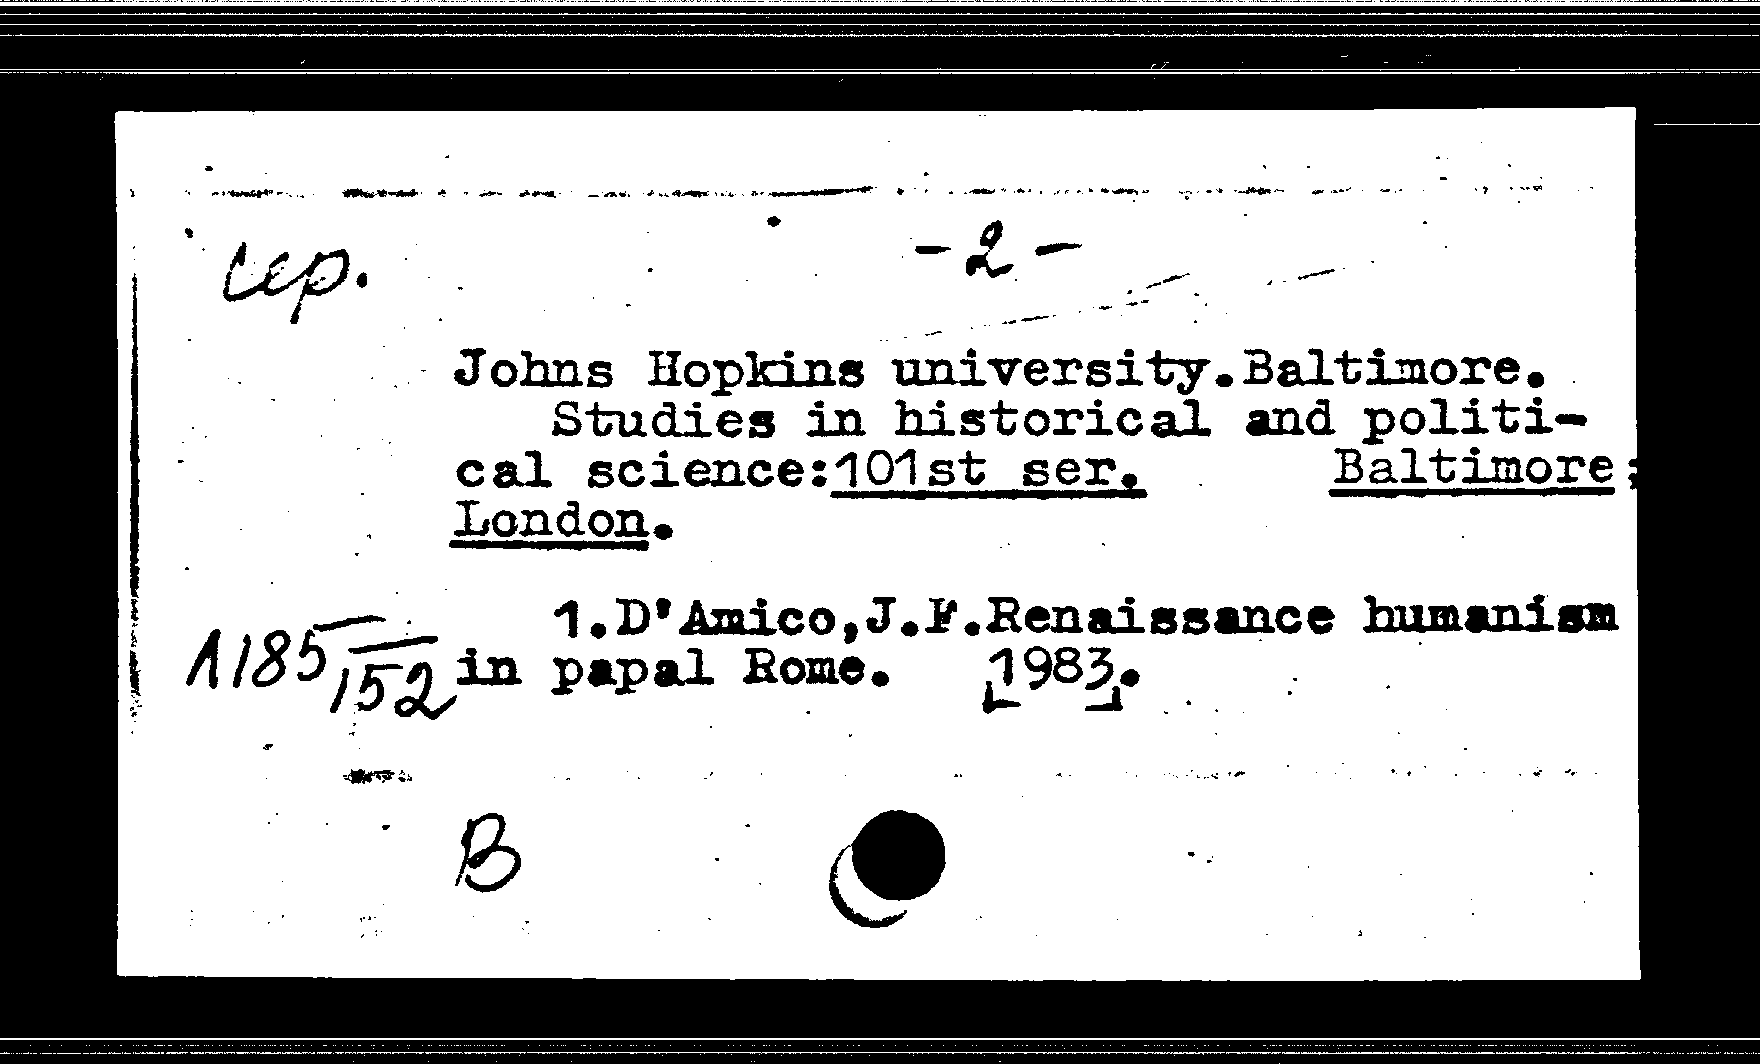 сер.
- 2 -
Johns Hopkins university.Baltimore.
Studies in historical and politi-
cal science:101st ser. Baltimore;
London.
1.D'Amico,J.F.Renaissance humanism
Л185/152 in papal Rome. [1983].
В